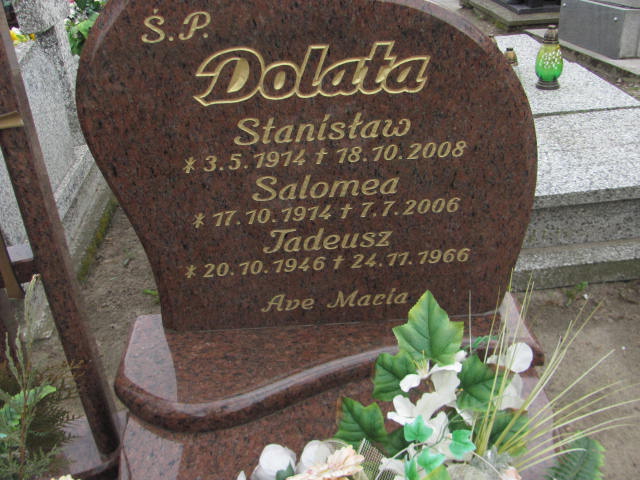 Ś.P.
Dolata
Stanisław
* 3.5.1914 † 18.10.2008
Salomea
* 17.10.1914 † 7.7.2006
Tadeusz
* 20.10.1946 † 24.11.1966
Ave Maria